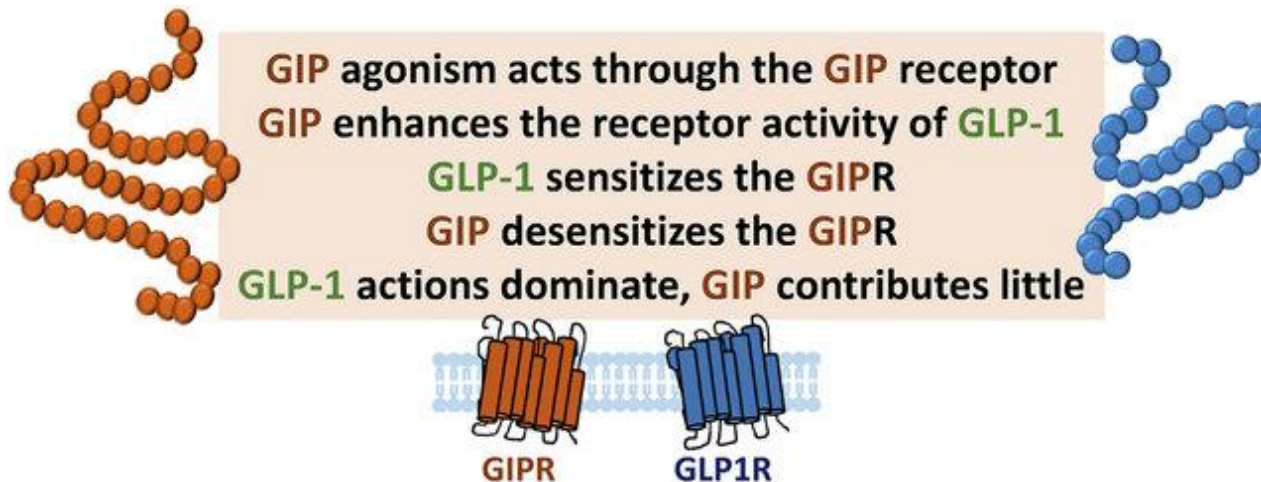 GIP agonism acts through the GIP receptor
GIP enhances the receptor activity of GLP-1
GLP-1 sensitizes the GIPR
GIP desensitizes the GIPR
GLP-1 actions dominate, GIP contributes little
GIPR
GLP1R